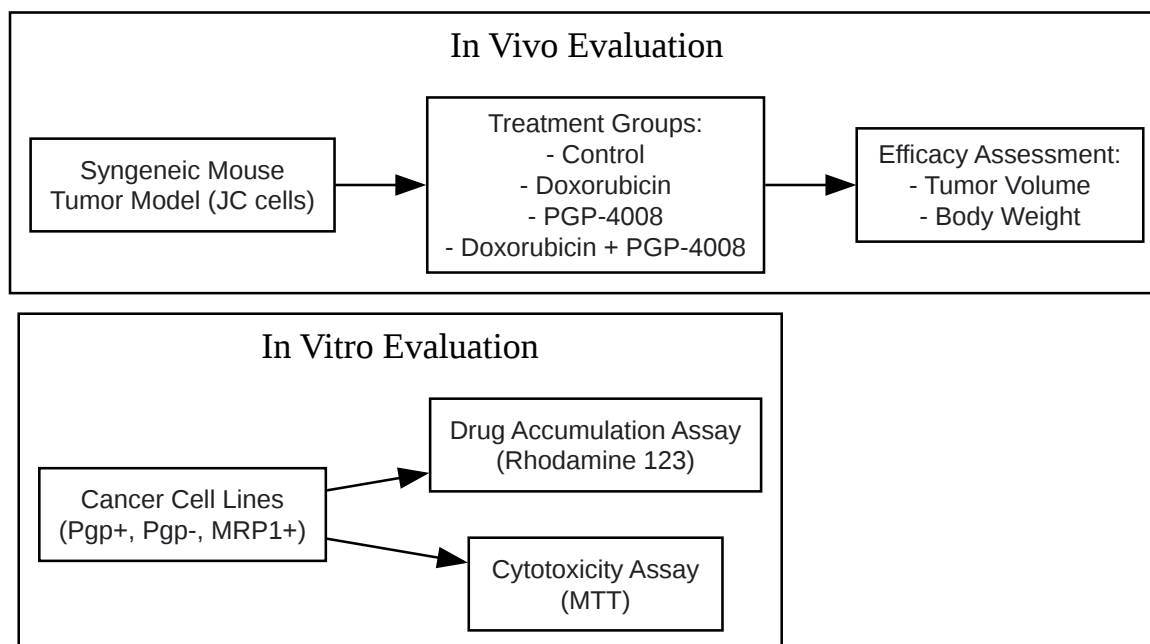 In Vivo Evaluation
Syngeneic Mouse
Tumor Model (JC cells)
Treatment Groups:
- Control
- Doxorubicin
- PGP-4008
- Doxorubicin + PGP-4008
Efficacy Assessment:
- Tumor Volume
- Body Weight
In Vitro Evaluation
Cancer Cell Lines
(Pgp+, Pgp-, MRP1+)
Drug Accumulation Assay
(Rhodamine 123)
Cytotoxicity Assay
(MTT)